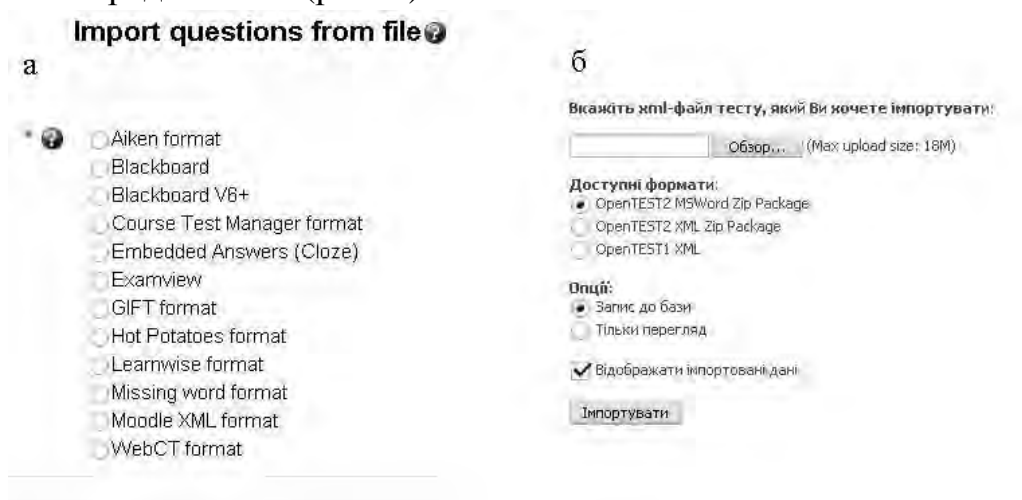 Import questions from file
а
Aiken format
Blackboard
Blackboard V6+
Course Test Manager format
Embedded Answers (Cloze)
Examview
GIFT format
Hot Potatoes format
Learnwise format
Missing word format
Moodle XML format
WebCT format
б
Вкажіть xml-файл тесту, який Ви хочете імпортувати:
Обзор... (Max upload size: 18M)
Доступні формати:
OpenTEST2 MSWord Zip Package
OpenTEST2 XML Zip Package
OpenTEST1 XML
Опції:
Запис до бази
Тільки перегляд
Відображати імпортовані дані
Імпортувати